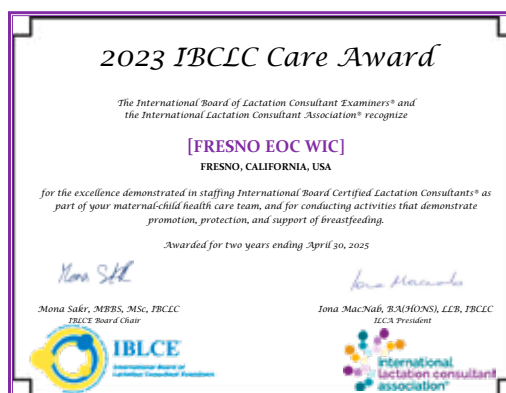 2023 IBCLC Care Award
The International Board of Lactation Consultant Examiners® and
the International Lactation Consultant Association® recognize
[FRESNO EOC WIC]
FRESNO, CALIFORNIA, USA
for the excellence demonstrated in staffing International Board Certified Lactation Consultants® as
part of your maternal-child health care team, and for conducting activities that demonstrate
promotion, protection, and support of breastfeeding.
Awarded for two years ending April 30, 2025
Mona Sakr, MBBS, MSc, IBCLC
IBLCE Board Chair
Iona MacNab, BA(HONS), LLB, IBCLC
ILCA President
IBLCE
International Board of
Lactation Consultant Examiners
international
lactation consultant
association